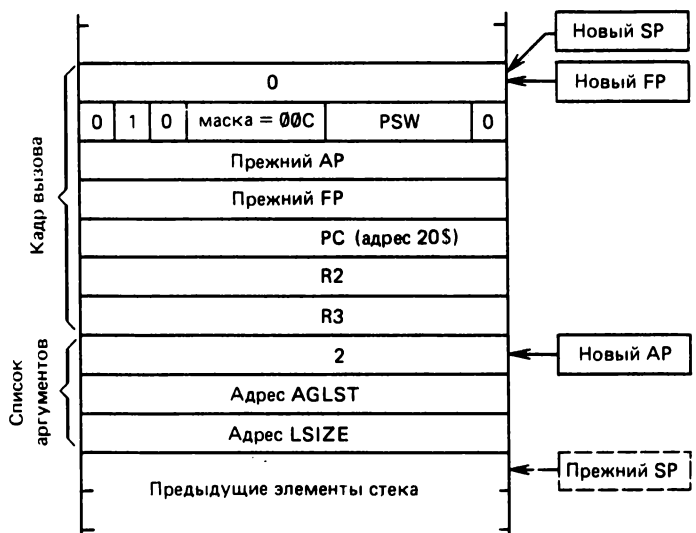 Новый SP
0
Новый FP
0 1 0 маска = 00C PSW 0
Прежний AP
Прежний FP
PC (адрес 20$)
R2
R3
Кадр вызова
2
Новый AP
Адрес AGLST
Адрес LSIZE
Список
аргументов
Прежний SP
Предыдущие элементы стека